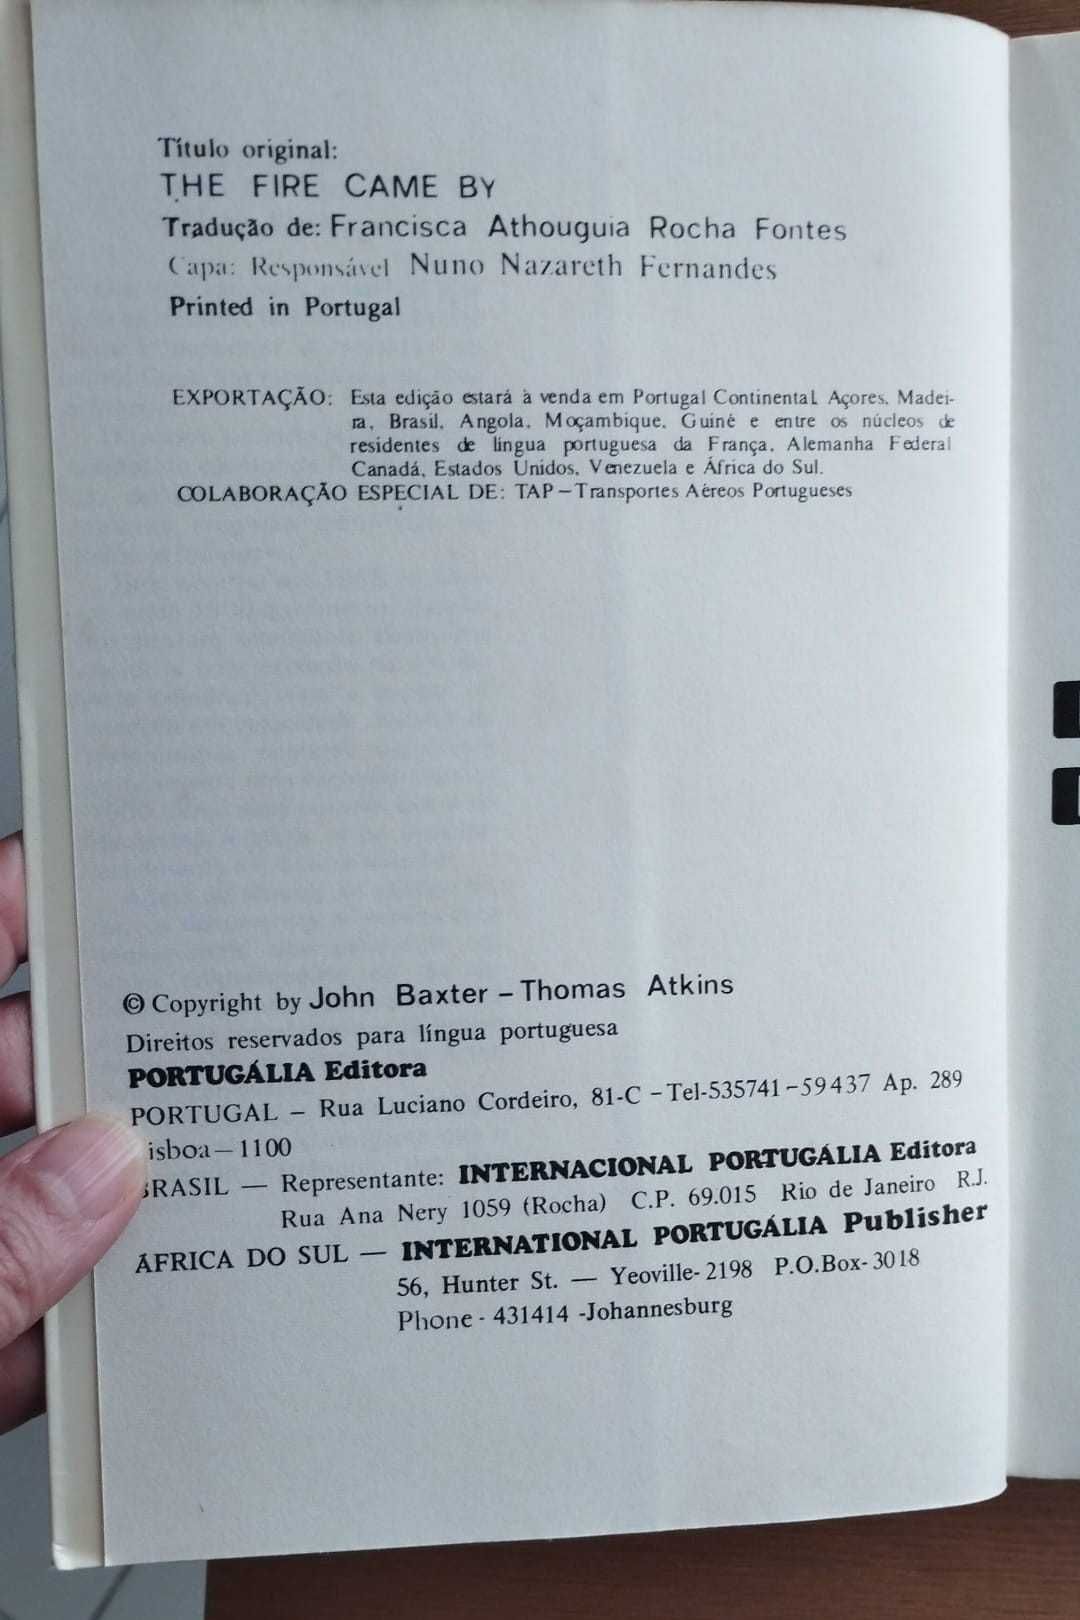 Título original:
THE FIRE CAME BY
Tradução de: Francisca Athouguia Rocha Fontes
Capa: Responsável Nuno Nazareth Fernandes
Printed in Portugal
EXPORTAÇÃO: Esta edição estará à venda em Portugal Continental, Açores, Madei-
ra, Brasil, Angola, Moçambique, Guiné e entre os núcleos de
residentes de língua portuguesa da França, Alemanha Federal
Canadá, Estados Unidos, Venezuela e África do Sul.
COLABORAÇÃO ESPECIAL DE: TAP – Transportes Aéreos Portugueses
© Copyright by John Baxter – Thomas Atkins
Direitos reservados para língua portuguesa
PORTUGÁLIA Editora
PORTUGAL – Rua Luciano Cordeiro, 81-C – Tel-535741–59437 Ap. 289
isboa – 1100
BRASIL — Representante: INTERNACIONAL PORTUGÁLIA Editora
Rua Ana Nery 1059 (Rocha) C.P. 69.015 Rio de Janeiro R.J.
ÁFRICA DO SUL — INTERNATIONAL PORTUGÁLIA Publisher
56, Hunter St. — Yeoville- 2198 P.O.Box- 3018
Phone - 431414 -Johannesburg